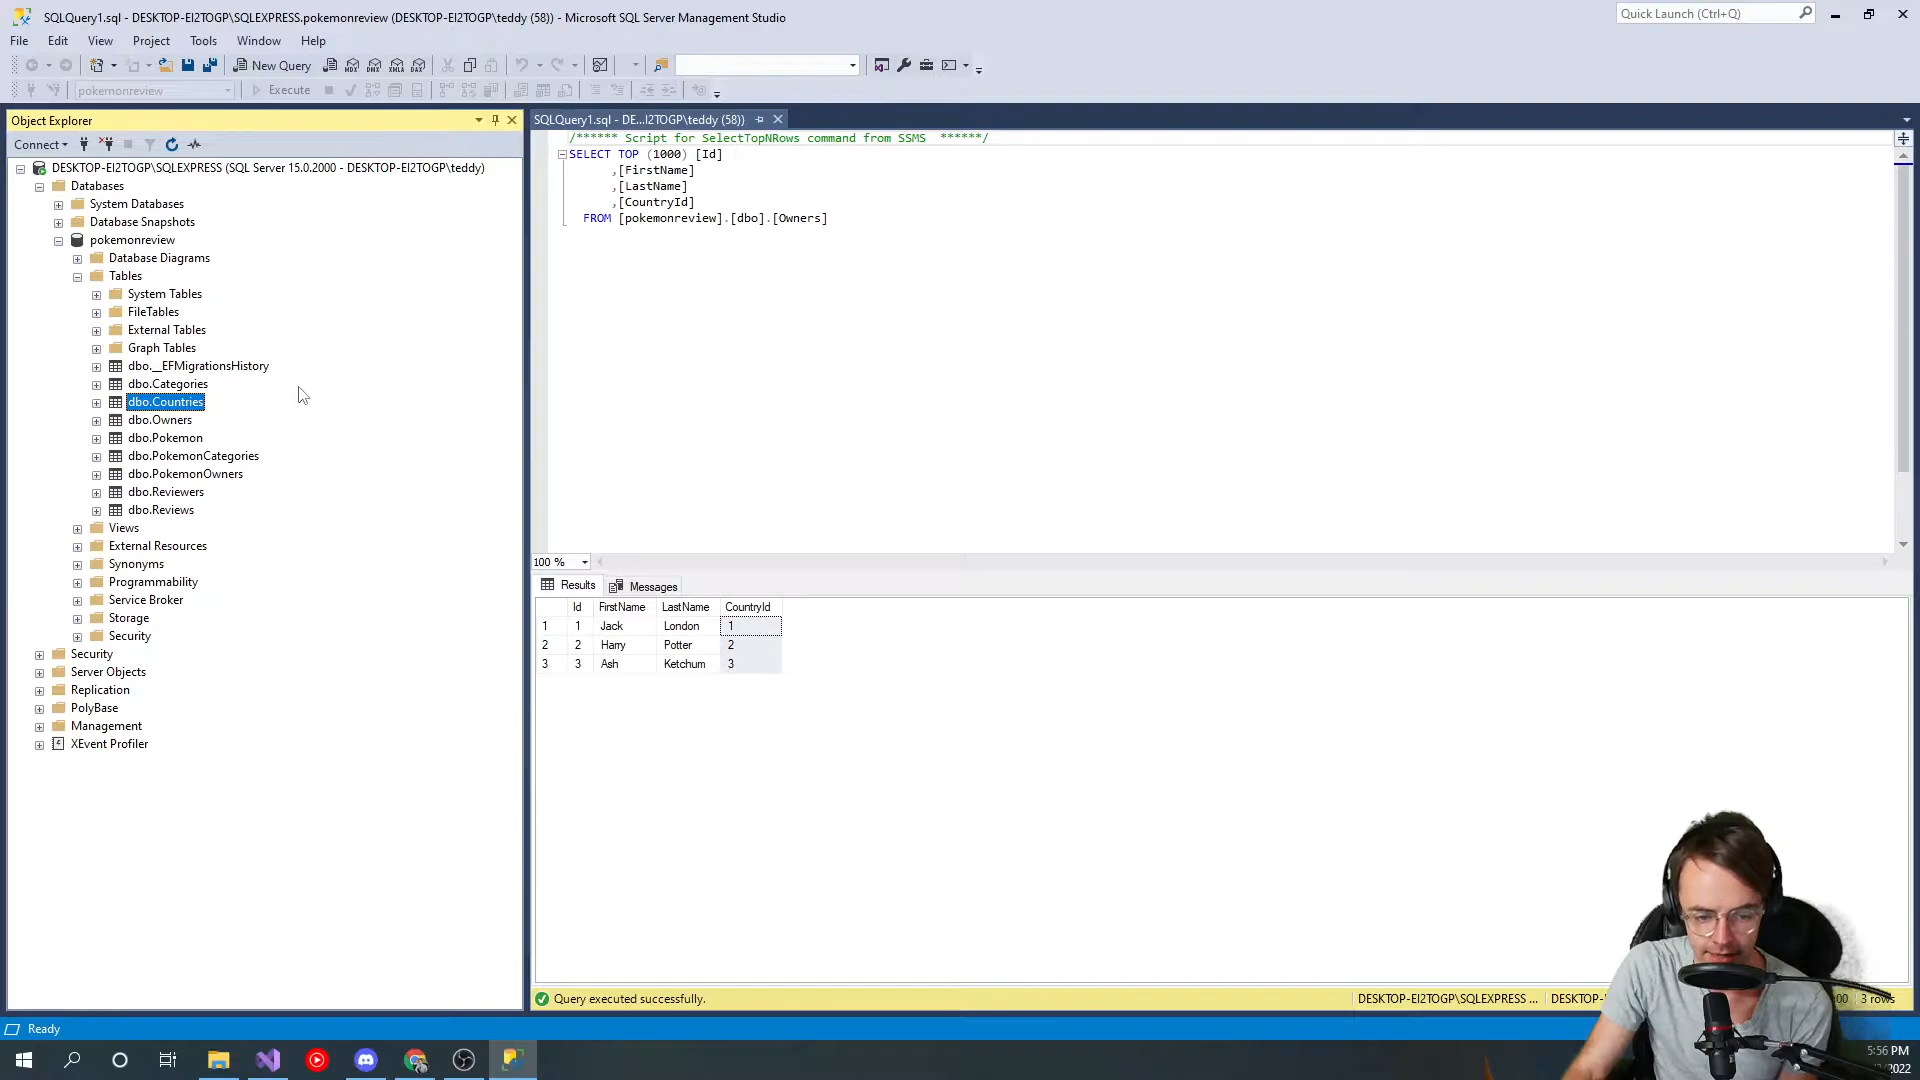 SQLQuery1.sql - DESKTOP-EI2TOGP\SQLEXPRESS.pokemonreview (DESKTOP-EI2TOGP\teddy (58)) - Microsoft SQL Server Management Studio
Quick Launch (Ctrl+Q)
File Edit View Project Tools Window Help
New Query
pokemonreview
Execute
Object Explorer
Connect
DESKTOP-EI2TOGP\SQLEXPRESS (SQL Server 15.0.2000 - DESKTOP-EI2TOGP\teddy)
Databases
System Databases
Database Snapshots
pokemonreview
Database Diagrams
Tables
System Tables
FileTables
External Tables
Graph Tables
dbo.__EFMigrationsHistory
dbo.Categories
dbo.Countries
dbo.Owners
dbo.Pokemon
dbo.PokemonCategories
dbo.PokemonOwners
dbo.Reviewers
dbo.Reviews
Views
External Resources
Synonyms
Programmability
Service Broker
Storage
Security
Security
Server Objects
Replication
PolyBase
Management
XEvent Profiler
SQLQuery1.sql - DE...I2TOGP\teddy (58))
/****** Script for SelectTopNRows command from SSMS ******/
SELECT TOP (1000) [Id]
,[FirstName]
,[LastName]
,[CountryId]
FROM [pokemonreview].[dbo].[Owners]
100 %
Results Messages
Id FirstName LastName CountryId
1 1 Jack London 1
2 2 Harry Potter 2
3 3 Ash Ketchum 3
Query executed successfully.
DESKTOP-EI2TOGP\SQLEXPRESS ... DESKTOP- :00 3 rows
Ready
5:56 PM
/2022